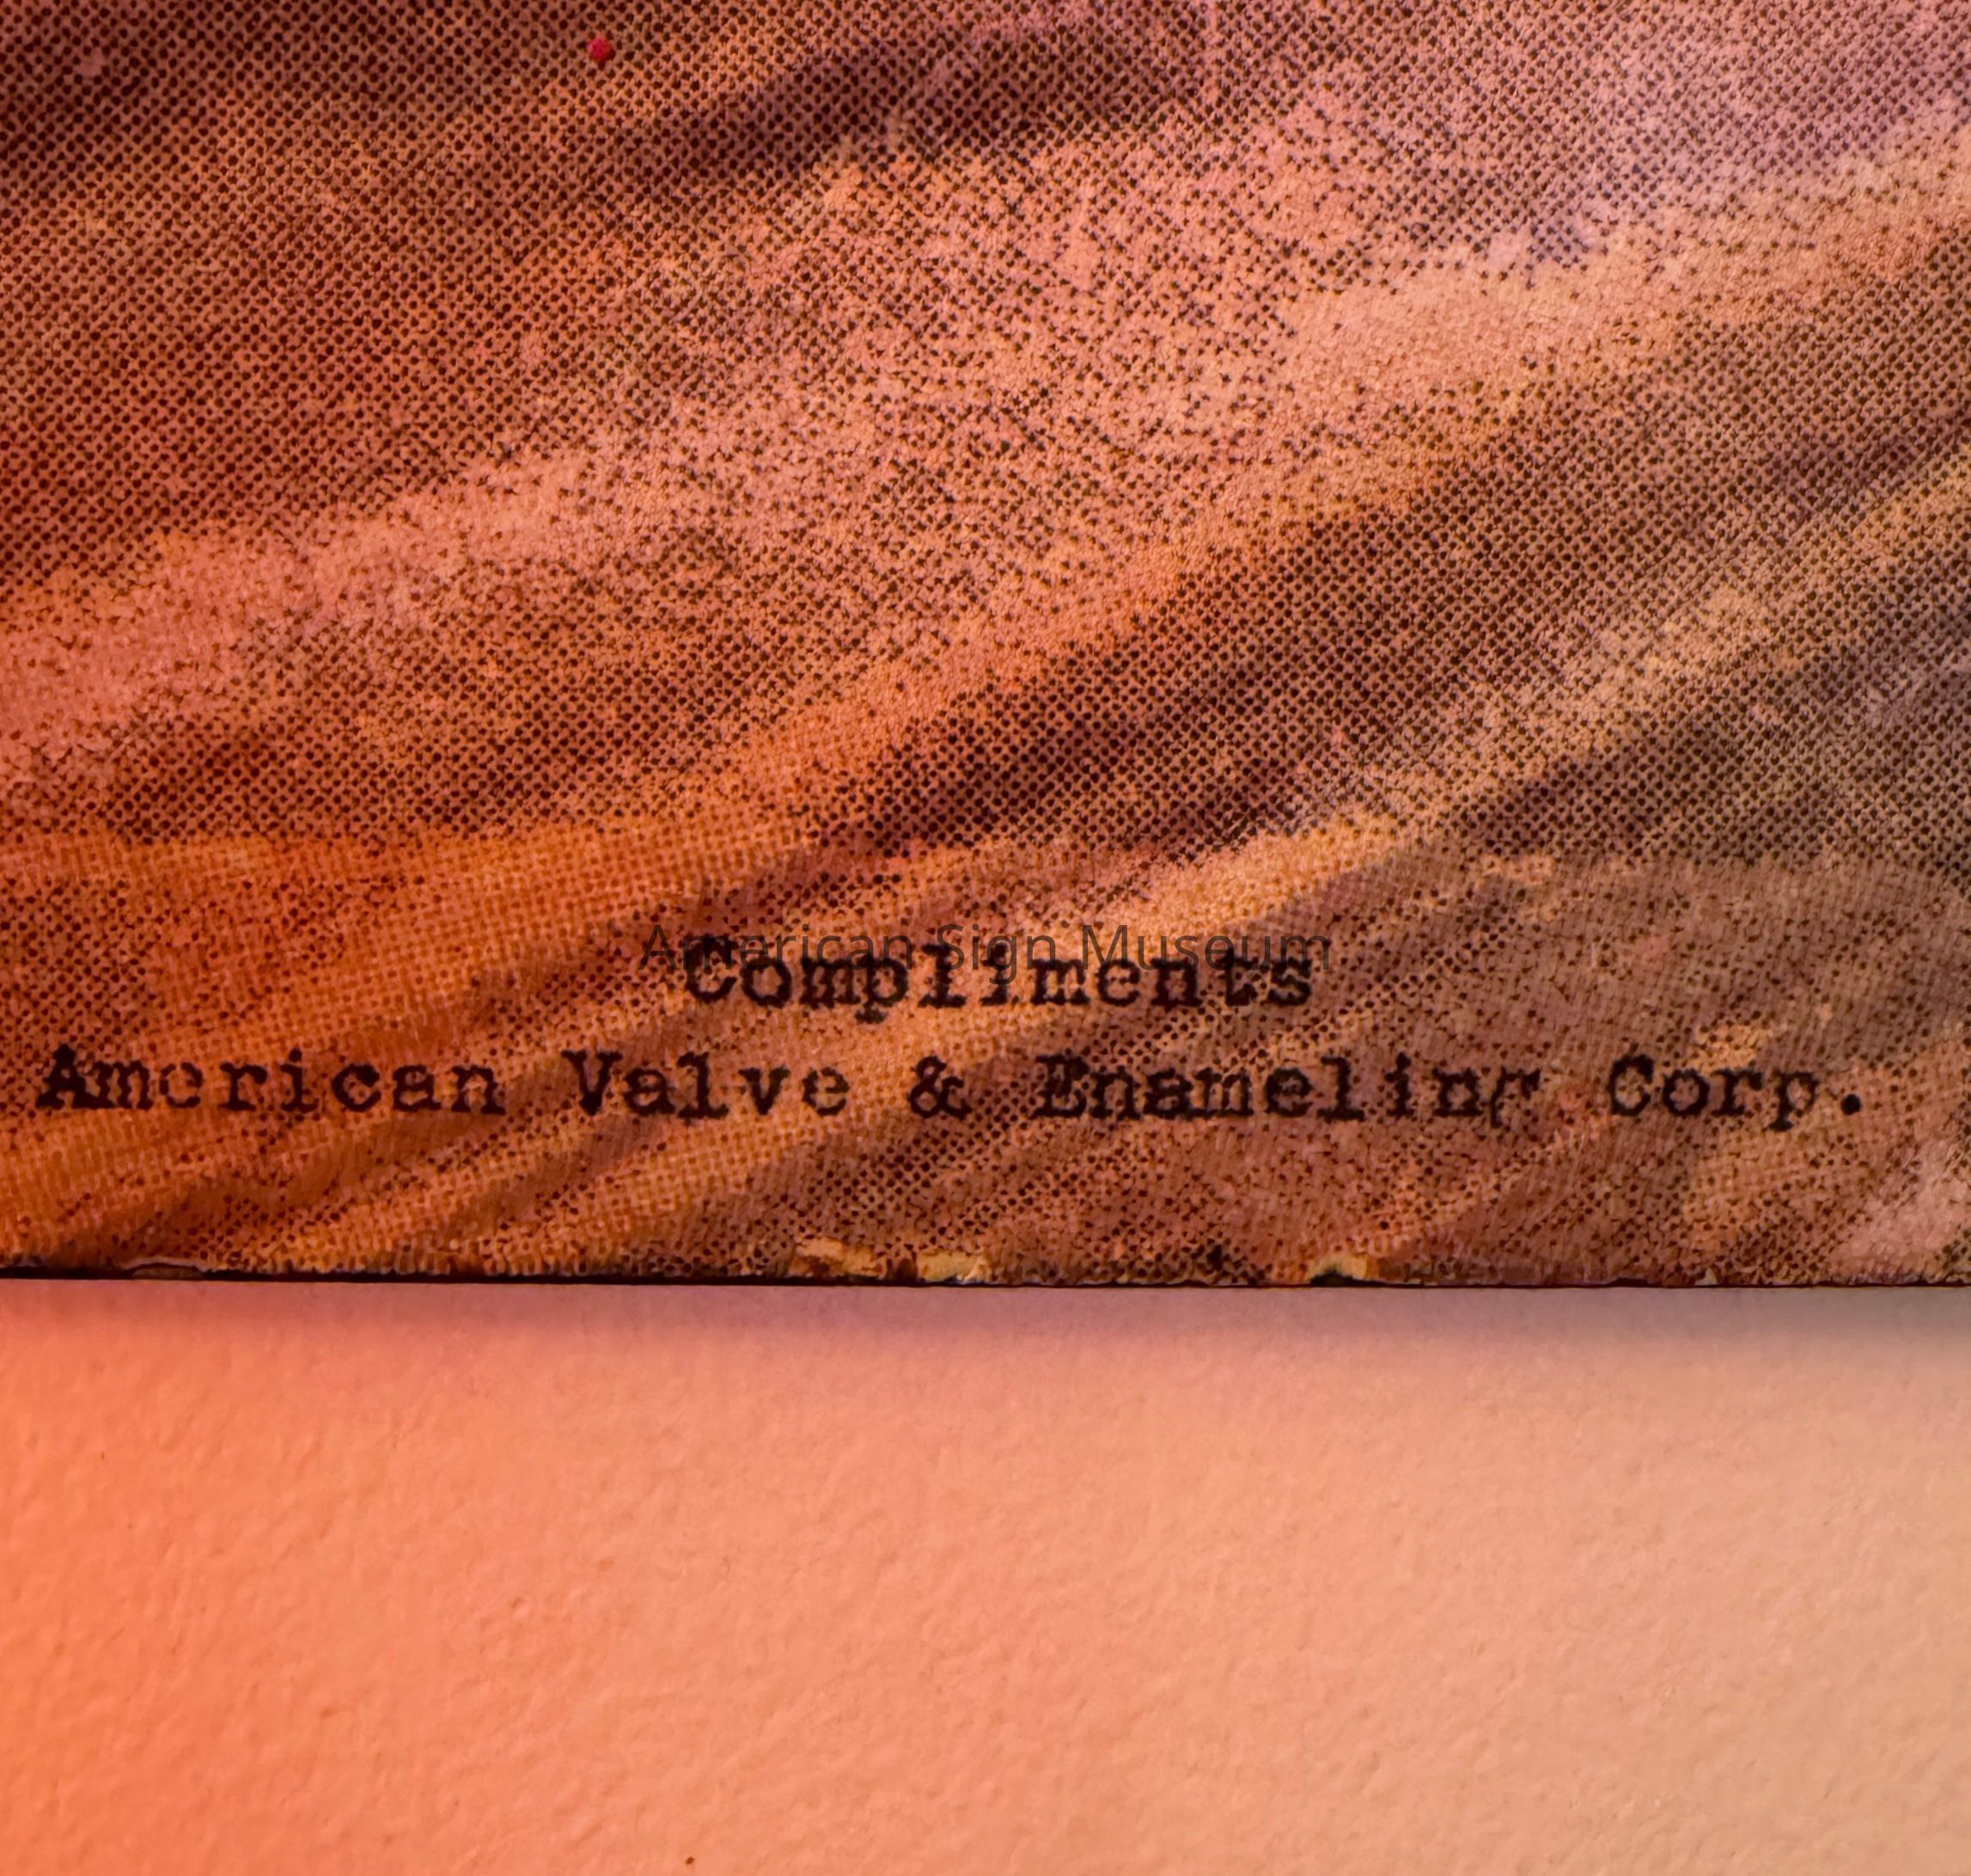 American Sign Museum
Compliments
American Valve & Enameling Corp.